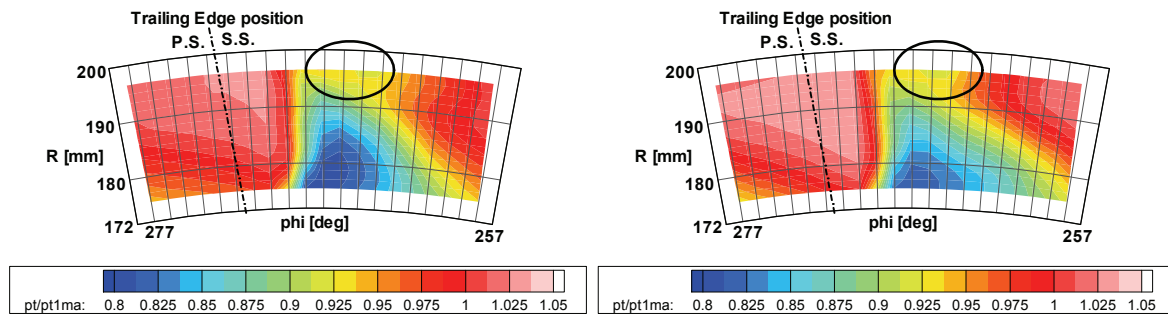 Trailing Edge position
P.S. S.S.
200
190
R [mm]
180
172 277
phi [deg]
257
pt/pt1ma: 0.8 0.825 0.85 0.875 0.9 0.925 0.95 0.975 1 1.025 1.05
Trailing Edge position
P.S. S.S.
200
190
R [mm]
180
172 277
phi [deg]
257
pt/pt1ma: 0.8 0.825 0.85 0.875 0.9 0.925 0.95 0.975 1 1.025 1.05